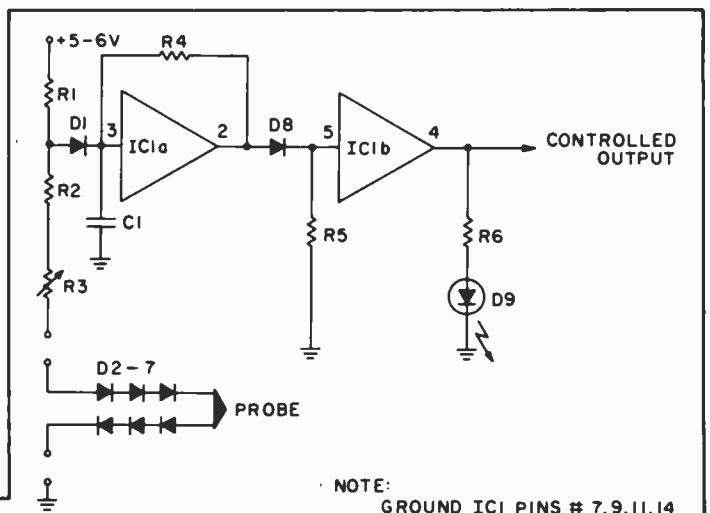 +5-6V
R4
R1
D1
3
IC1a
2
D8
5
IC1b
4
CONTROLLED
OUTPUT
R2
C1
R5
R6
R3
D9
D2-7
PROBE
NOTE:
GROUND IC1 PINS # 7,9,11,14